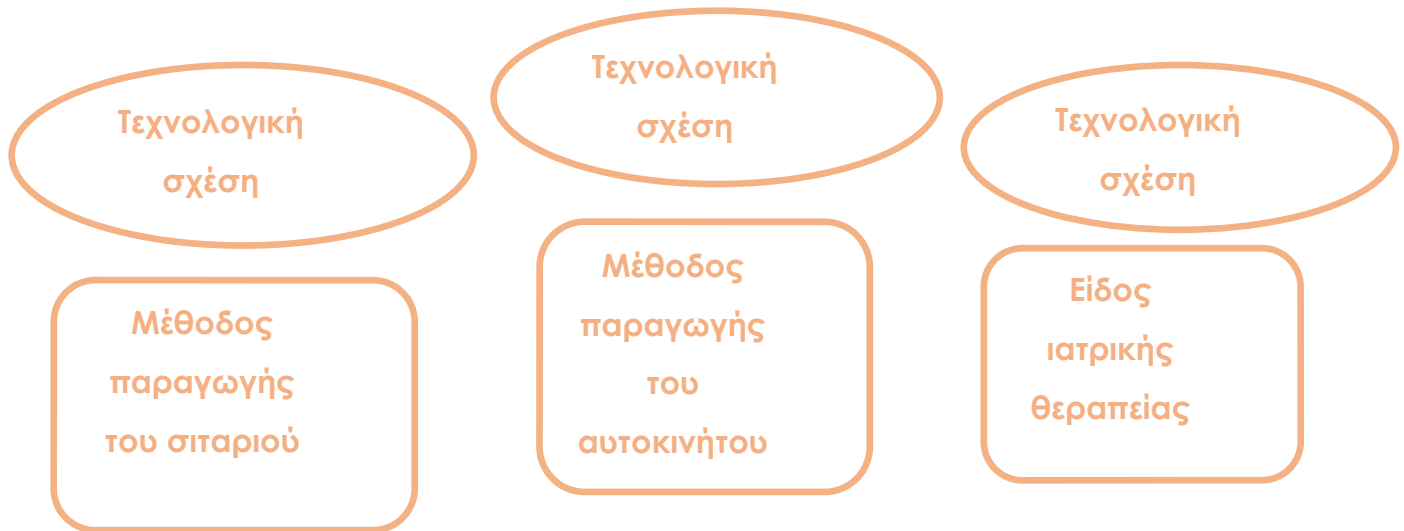 Τεχνολογική
σχέση
Μέθοδος
παραγωγής
του σιταριού
Τεχνολογική
σχέση
Μέθοδος
παραγωγής
του
αυτοκινήτου
Τεχνολογική
σχέση
Είδος
ιατρικής
θεραπείας